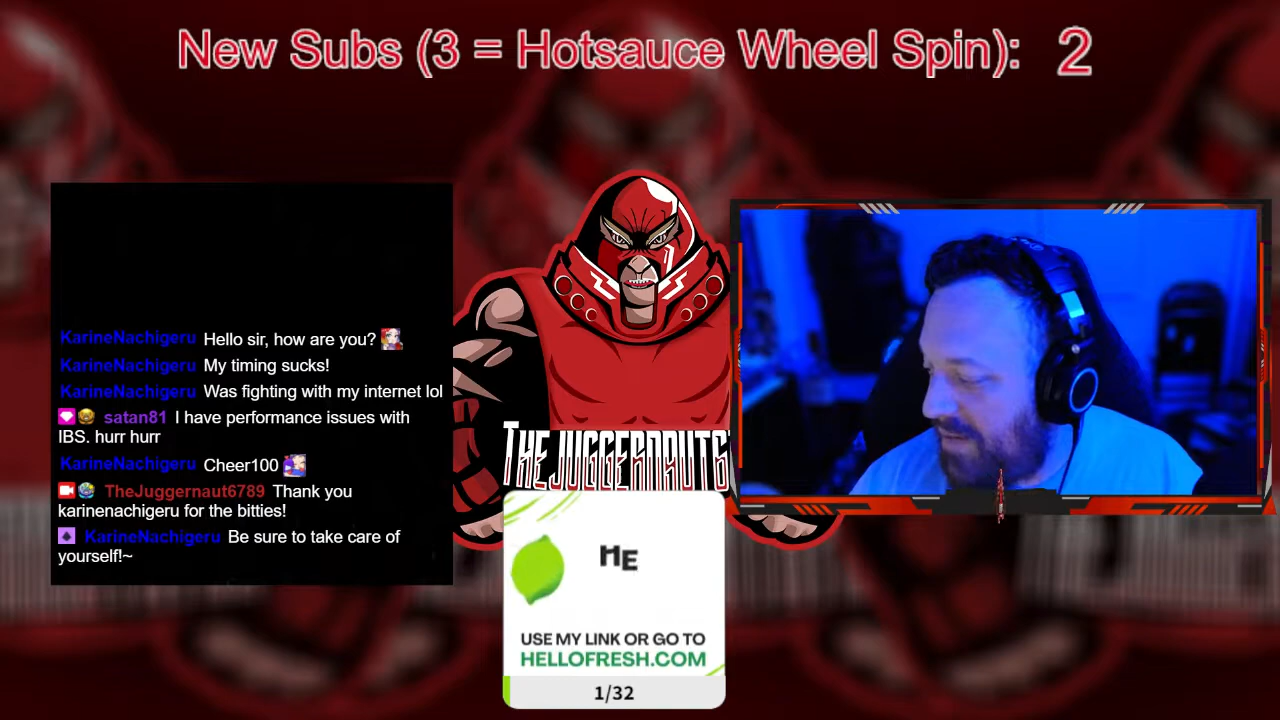 New Subs (3 = Hotsauce Wheel Spin): 2
KarineNachigeru Hello sir, how are you?
KarineNachigeru My timing sucks!
KarineNachigeru Was fighting with my internet lol
satan81 I have performance issues with
IBS. hurr hurr
KarineNachigeru Cheer100
TheJuggernaut6789 Thank you
karinenachigeru for the bitties!
KarineNachigeru Be sure to take care of
yourself!~
THEJUGGERNAUT6
HE
USE MY LINK OR GO TO
HELLOFRESH.COM
1/32